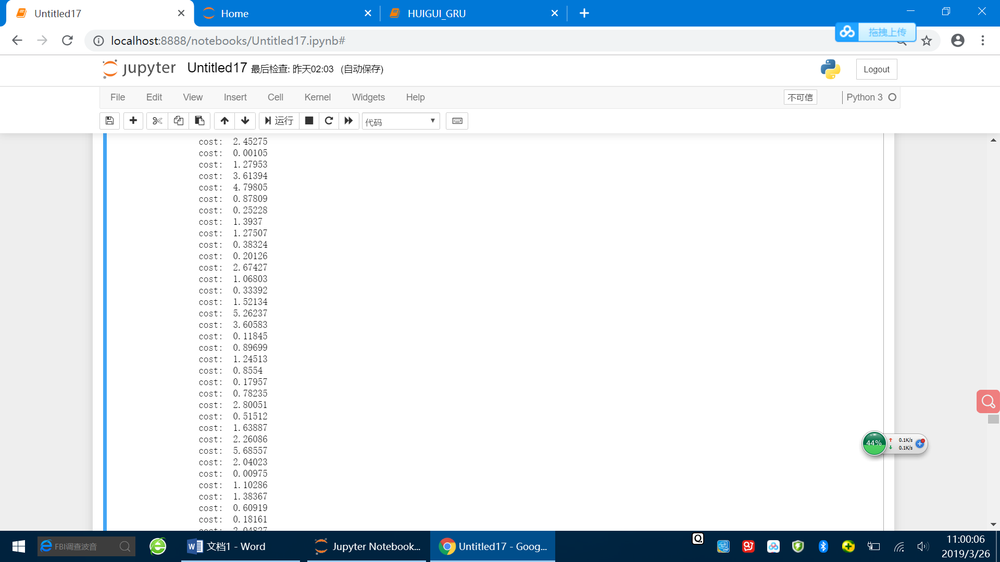 Untitled17
Home
HUIGUI_GRU
localhost:8888/notebooks/Untitled17.ipynb#
拖拽上传
jupyter Untitled17 最后检查: 昨天02:03 (自动保存)
Logout
File Edit View Insert Cell Kernel Widgets Help
不可信
Python 3
运行
代码
cost: 2.45275
cost: 0.00105
cost: 1.27953
cost: 3.61394
cost: 4.79805
cost: 0.87809
cost: 0.25228
cost: 1.3937
cost: 1.27507
cost: 0.38324
cost: 0.20126
cost: 2.67427
cost: 1.06803
cost: 0.33392
cost: 1.52134
cost: 5.26237
cost: 3.60583
cost: 0.11845
cost: 0.89699
cost: 1.24513
cost: 0.8554
cost: 0.17957
cost: 0.78235
cost: 2.80051
cost: 0.51512
cost: 1.63887
cost: 2.26086
cost: 5.68557
cost: 2.04023
cost: 0.00975
cost: 1.10286
cost: 1.38367
cost: 0.60919
cost: 0.18161
cost: 2.04827
44%
0.1K/s
0.1K/s
FBI调查波音
文档1 - Word
Jupyter Notebook...
Untitled17 - Goog...
11:00:06
2019/3/26